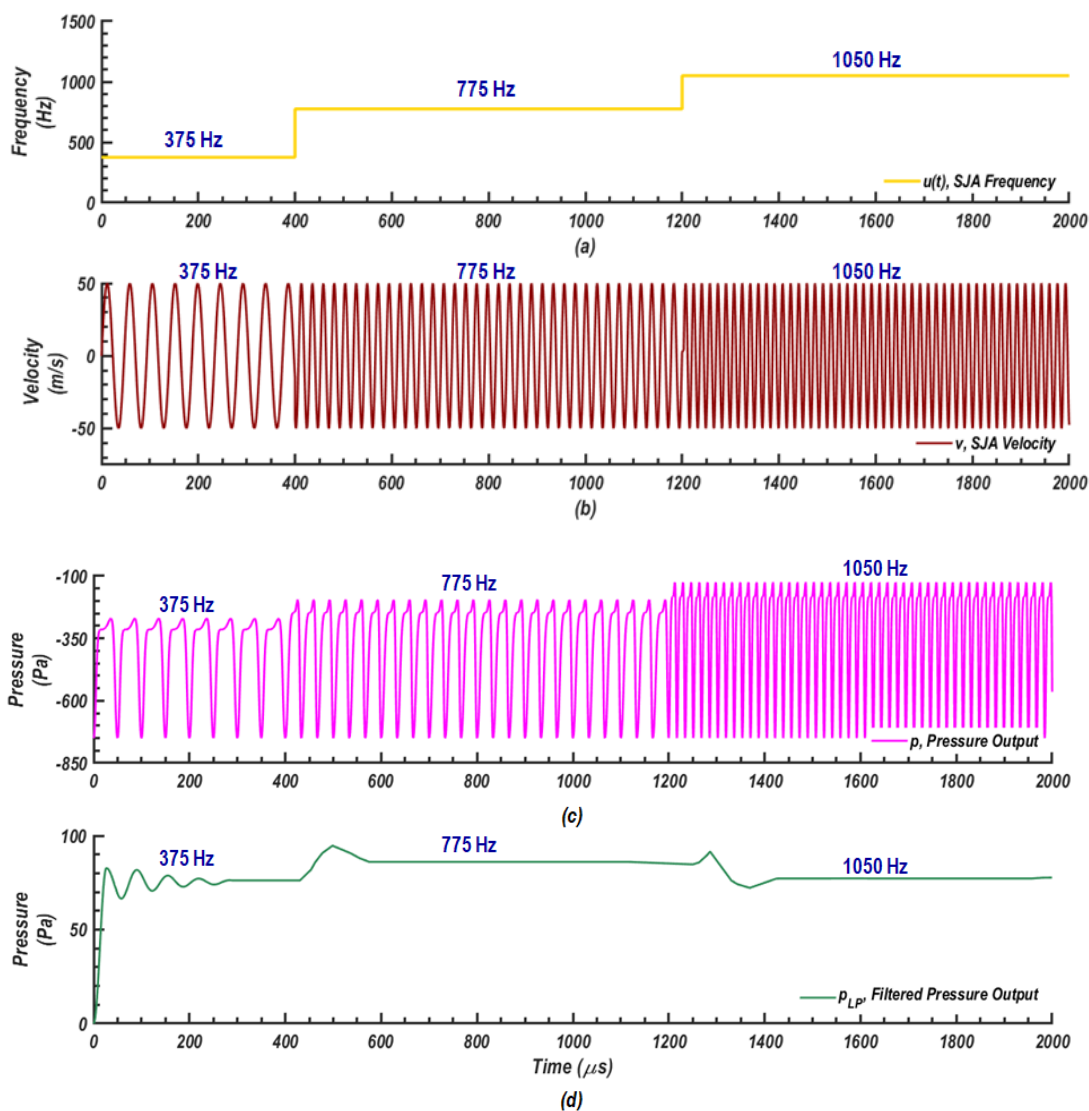 1500
1000
500
0
Frequency
(Hz)
375 Hz
775 Hz
1050 Hz
u(t), SJA Frequency
0 200 400 600 800 1000 1200 1400 1600 1800 2000
(a)
50
0
-50
Velocity
(m/s)
375 Hz
775 Hz
1050 Hz
v, SJA Velocity
0 200 400 600 800 1000 1200 1400 1600 1800 2000
(b)
-100
-350
-600
-850
Pressure
(Pa)
375 Hz
775 Hz
1050 Hz
p, Pressure Output
0 200 400 600 800 1000 1200 1400 1600 1800 2000
(c)
100
50
0
Pressure
(Pa)
375 Hz
775 Hz
1050 Hz
pLP, Filtered Pressure Output
0 200 400 600 800 1000 1200 1400 1600 1800 2000
Time (μs)
(d)